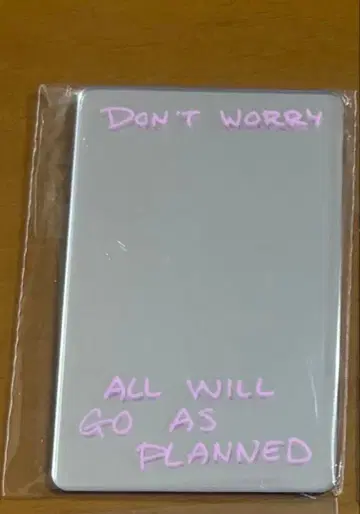 DON'T WORRY
ALL WILL
GO AS
PLANNED